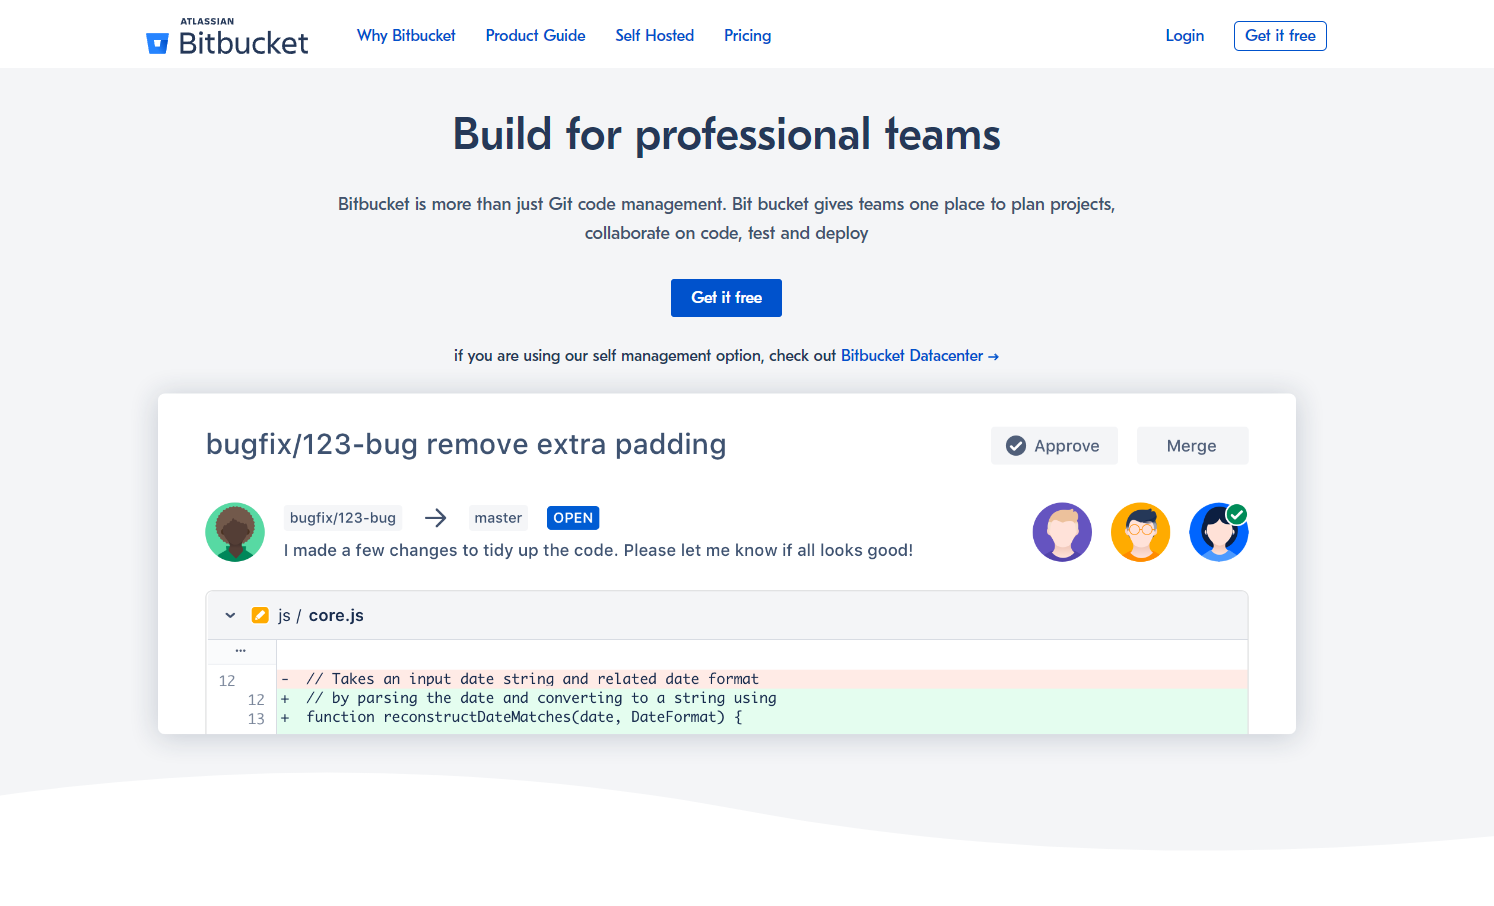 ATLASSIAN
Bitbucket
Why Bitbucket Product Guide Self Hosted Pricing Login Get it free
Build for professional teams
Bitbucket is more than just Git code management. Bit bucket gives teams one place to plan projects,
collaborate on code, test and deploy
Get it free
if you are using our self management option, check out Bitbucket Datacenter →
bugfix/123-bug remove extra padding Approve Merge
bugfix/123-bug → master OPEN
I made a few changes to tidy up the code. Please let me know if all looks good!
js / core.js
...
12 - // Takes an input date string and related date format
12 + // by parsing the date and converting to a string using
13 + function reconstructDateMatches(date, DateFormat) {